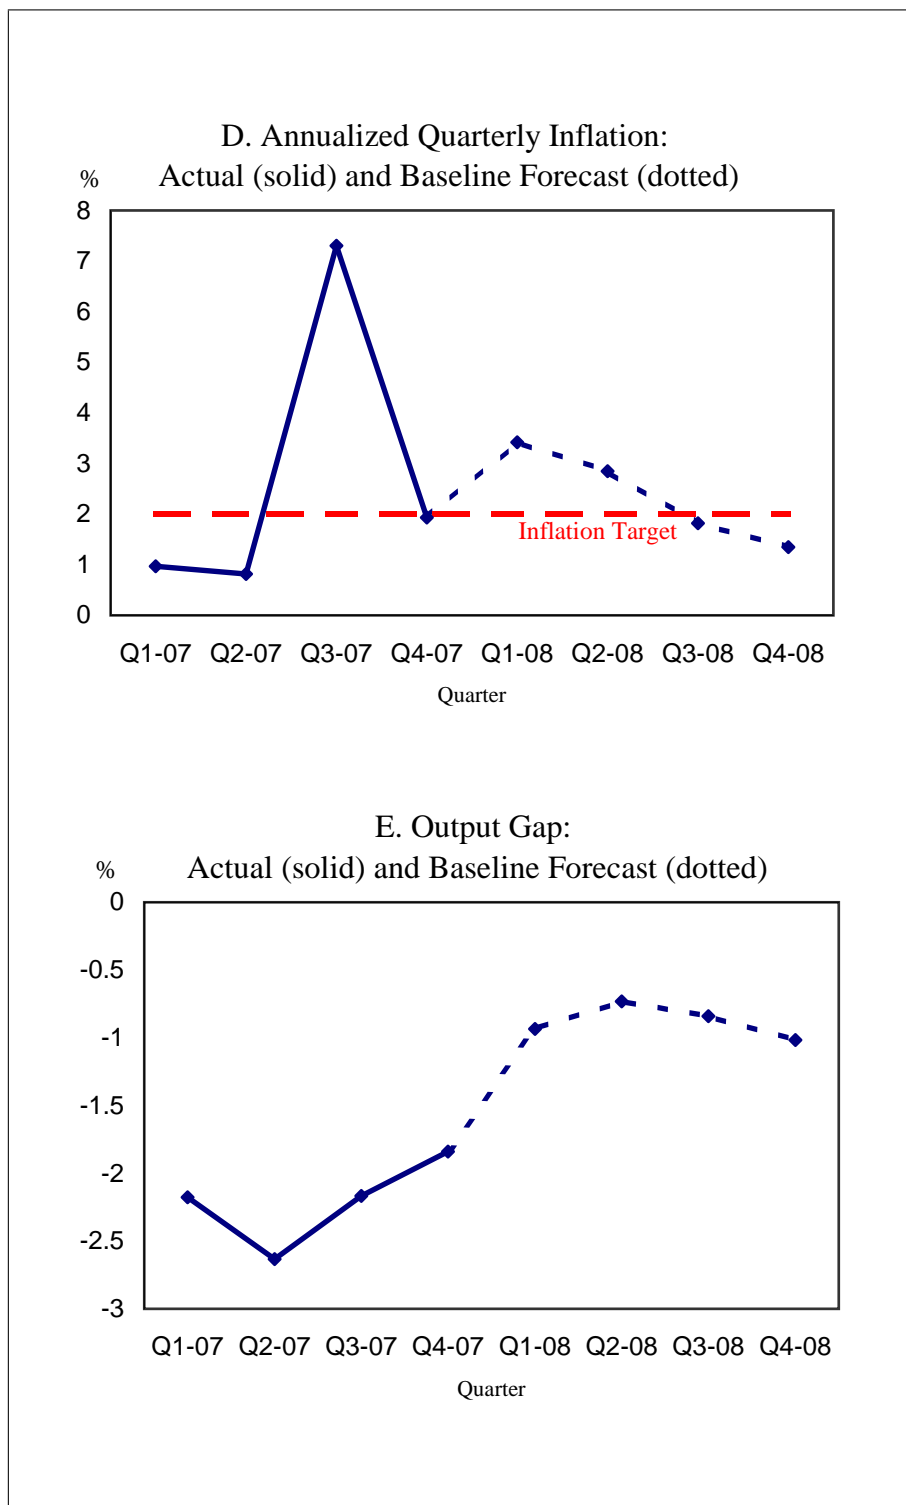 D. Annualized Quarterly Inflation:
% Actual (solid) and Baseline Forecast (dotted)
8
7
6
5
4
3
2
Inflation Target
1
0
Q1-07 Q2-07 Q3-07 Q4-07 Q1-08 Q2-08 Q3-08 Q4-08
Quarter
E. Output Gap:
% Actual (solid) and Baseline Forecast (dotted)
0
-0.5
-1
-1.5
-2
-2.5
-3
Q1-07 Q2-07 Q3-07 Q4-07 Q1-08 Q2-08 Q3-08 Q4-08
Quarter